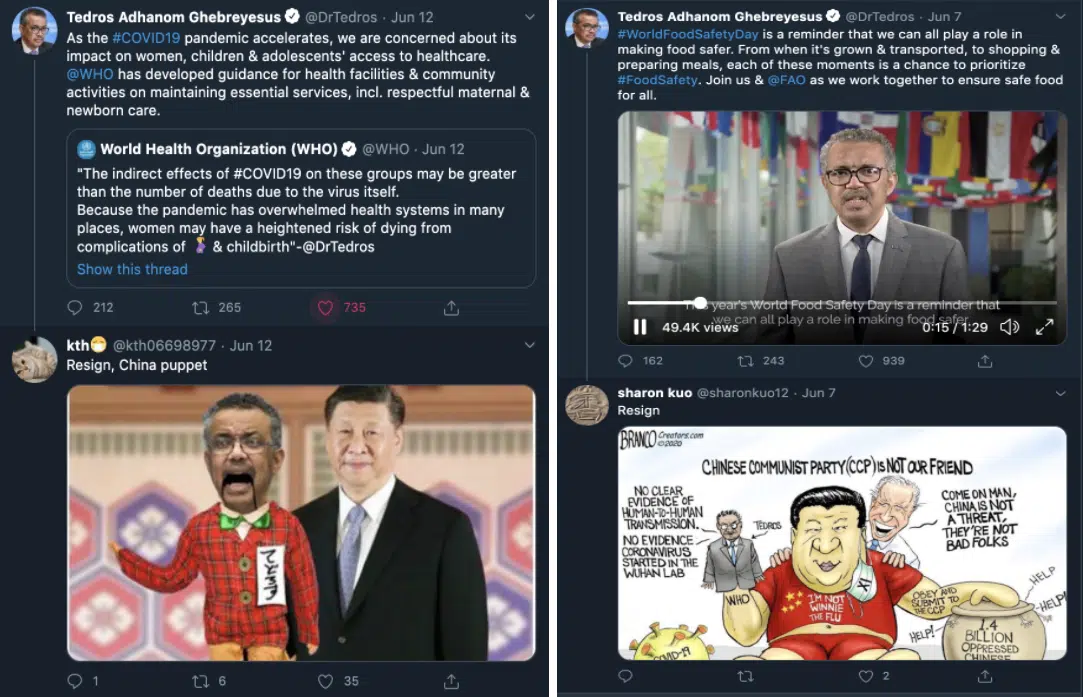 Tedros Adhanom Ghebreyesus @DrTedros · Jun 12
As the #COVID19 pandemic accelerates, we are concerned about its
impact on women, children & adolescents' access to healthcare.
@WHO has developed guidance for health facilities & community
activities on maintaining essential services, incl. respectful maternal &
newborn care.
World Health Organization (WHO) @WHO · Jun 12
"The indirect effects of #COVID19 on these groups may be greater
than the number of deaths due to the virus itself.
Because the pandemic has overwhelmed health systems in many
places, women may have a heightened risk of dying from
complications of 🤰 & childbirth"-@DrTedros
Show this thread
212 265 735
kth😷 @kth06698977 · Jun 12
Resign, China puppet
1 6 35
Tedros Adhanom Ghebreyesus @DrTedros · Jun 7
#WorldFoodSafetyDay is a reminder that we can all play a role in
making food safer. From when it's grown & transported, to shopping &
preparing meals, each of these moments is a chance to prioritize
#FoodSafety. Join us & @FAO as we work together to ensure safe food
for all.
This year's World Food Safety Day is a reminder that
we can all play a role in making food safer
49.4K views 0:15 / 1:29
162 243 939
sharon kuo @sharonkuo12 · Jun 7
Resign
BRANCO Creators.com
©2020
CHINESE COMMUNIST PARTY (CCP) IS NOT OUR FRIEND
NO CLEAR
EVIDENCE OF
HUMAN-TO-HUMAN
TRANSMISSION.
NO EVIDENCE
CORONAVIRUS
STARTED IN THE
WUHAN LAB
TEDROS
COME ON MAN,
CHINA IS NOT
A THREAT,
THEY'RE NOT
BAD FOLKS
WHO
XI
I'M NOT
WINNIE
THE FLU
OBEY AND
SUBMIT TO
THE CCP
HELP
HELP!
HELP!
COVID-19
1.4
BILLION
OPPRESSED
CHINESE
2